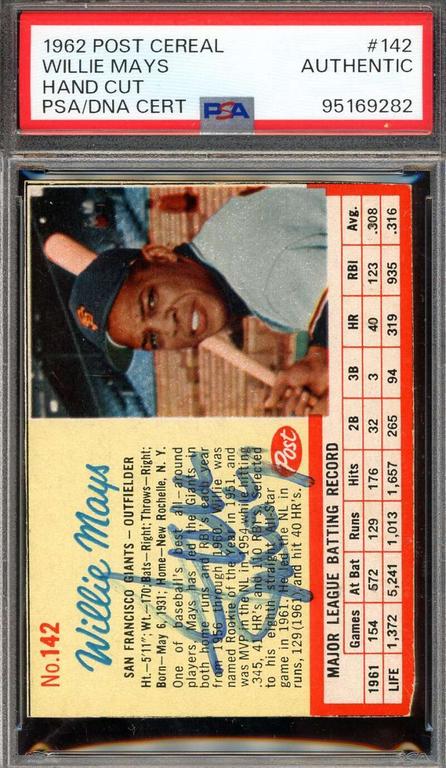 1962 POST CEREAL #142
WILLIE MAYS AUTHENTIC
HAND CUT
PSA/DNA CERT PSA 95169282
No.142
Willie Mays
SAN FRANCISCO GIANTS – OUTFIELDER
Ht.–5'11"; Wt.–170; Bats–Right; Throws–Right;
Born–May 6, 1931; Home–New Rochelle, N. Y.
One of baseball's best all-round
players, Mays has led the Giants in
both home runs and RBI's each year
from 1956 through 1960. Willie was
named Rookie of the Year in 1951, and
was MVP in the NL in 1954 while hitting
.345, 41 HR's and 110 RBI's. Selected
to his eighth straight all-star
game in 1961; He led the NL in
runs, 129 (1961) and hit 40 HR's.
Post
SF
MAJOR LEAGUE BATTING RECORD
Games At Bat Runs Hits 2B 3B HR RBI Avg.
1961 154 572 129 176 32 3 40 123 .308
LIFE 1,372 5,241 1,013 1,657 265 94 319 935 .316